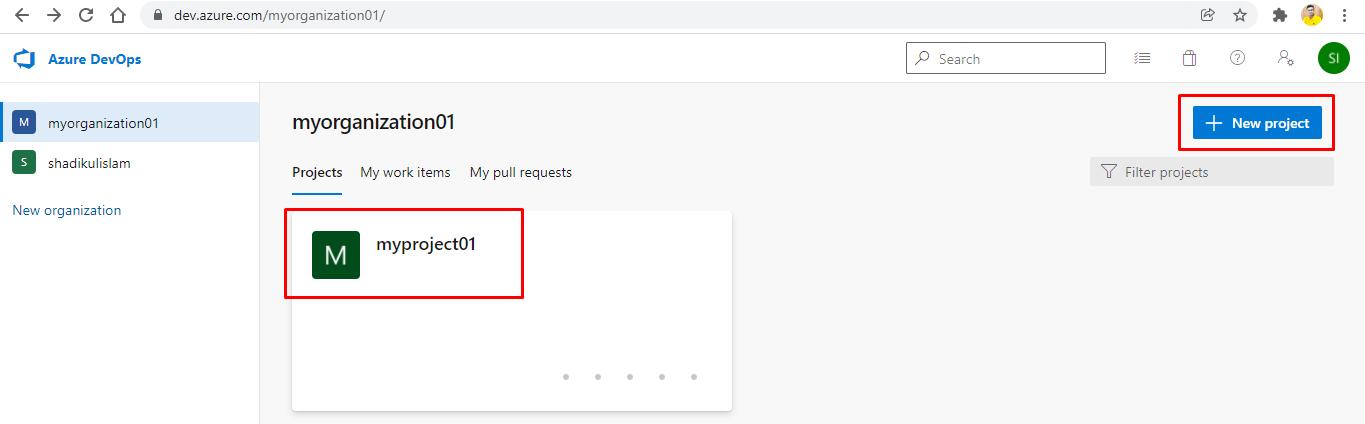 dev.azure.com/myorganization01/
Azure DevOps
Search
SI
M myorganization01
S shadikulislam
New organization
myorganization01
New project
Projects My work items My pull requests
Filter projects
M myproject01